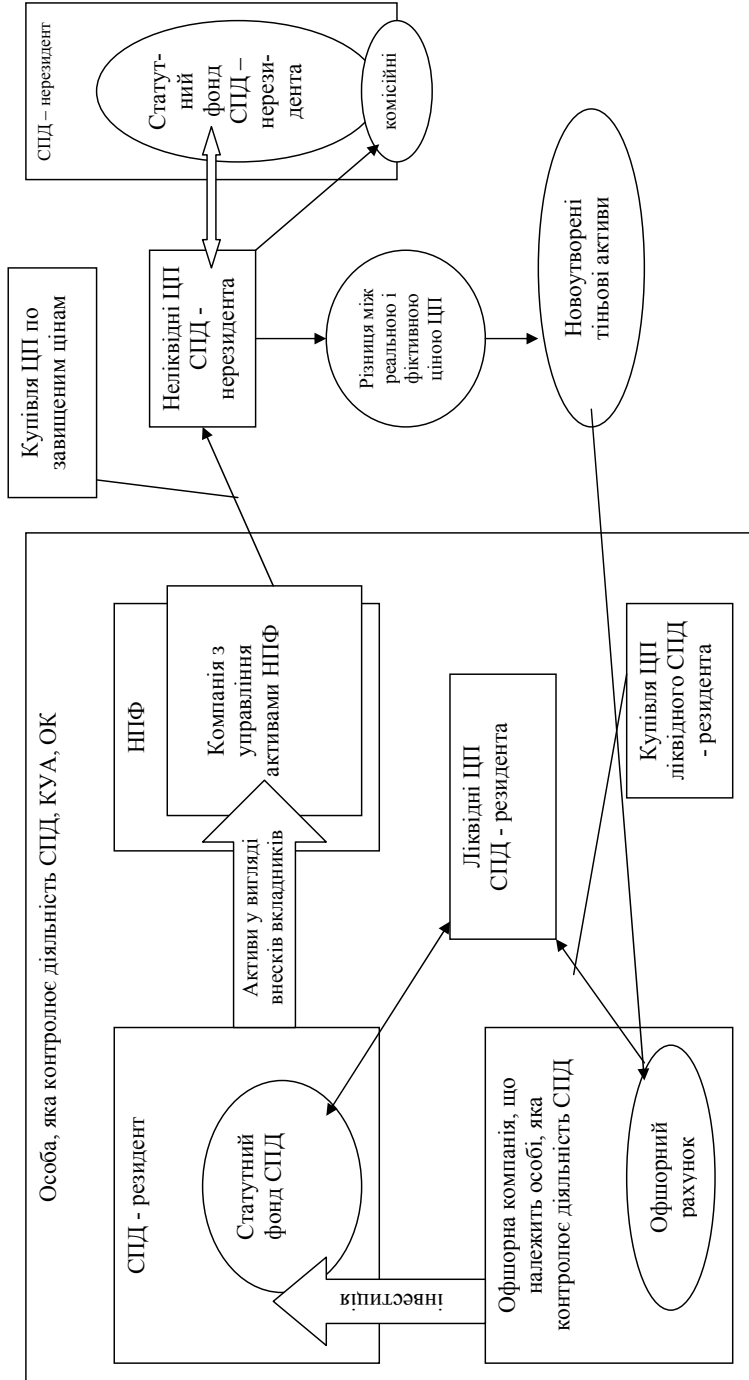 Особа, яка контролює діяльність СПД, КУА, ОК
СПД - резидент
Статутний
фонд СПД
інвестиція
Офшорна компанія, що
належить особі, яка
контролює діяльність СПД
Офшорний
рахунок
Активи у вигляді
внесків вкладників
НПФ
Компанія з
управління
активами НПФ
Ліквідні ЦП
СПД - резидента
Купівля ЦП
ліквідного СПД
- резидента
Купівля ЦП по
завищеним цінам
Неліквідні ЦП
СПД -
нерезидента
Різниця між
реальною і
фіктивною
ціною ЦП
Новоутворені
тіньові активи
СПД – нерезидент
Статут-
ний
фонд
СПД –
нерези-
дента
комісійні